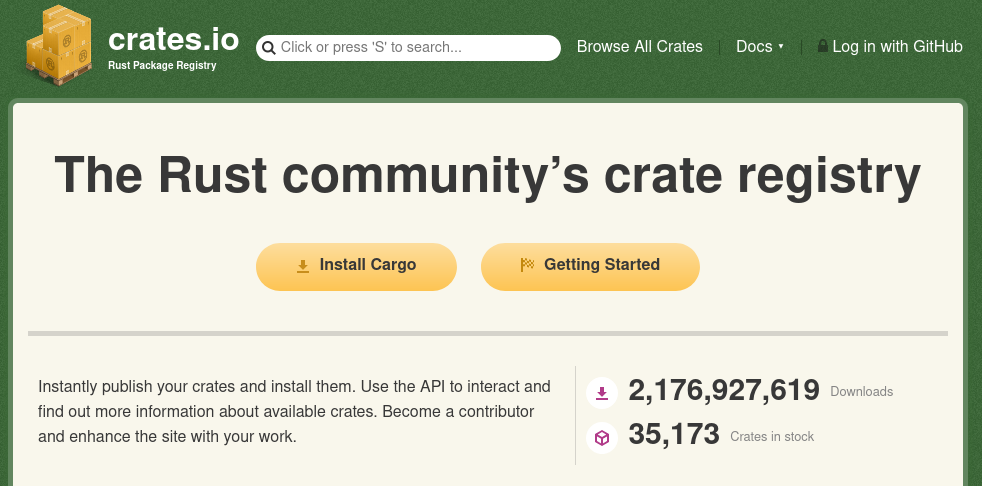 crates.io
Rust Package Registry
Click or press 'S' to search...
Browse All Crates
Docs ▾
Log in with GitHub
The Rust community’s crate registry
Install Cargo
Getting Started
Instantly publish your crates and install them. Use the API to interact and
find out more information about available crates. Become a contributor
and enhance the site with your work.
2,176,927,619 Downloads
35,173 Crates in stock